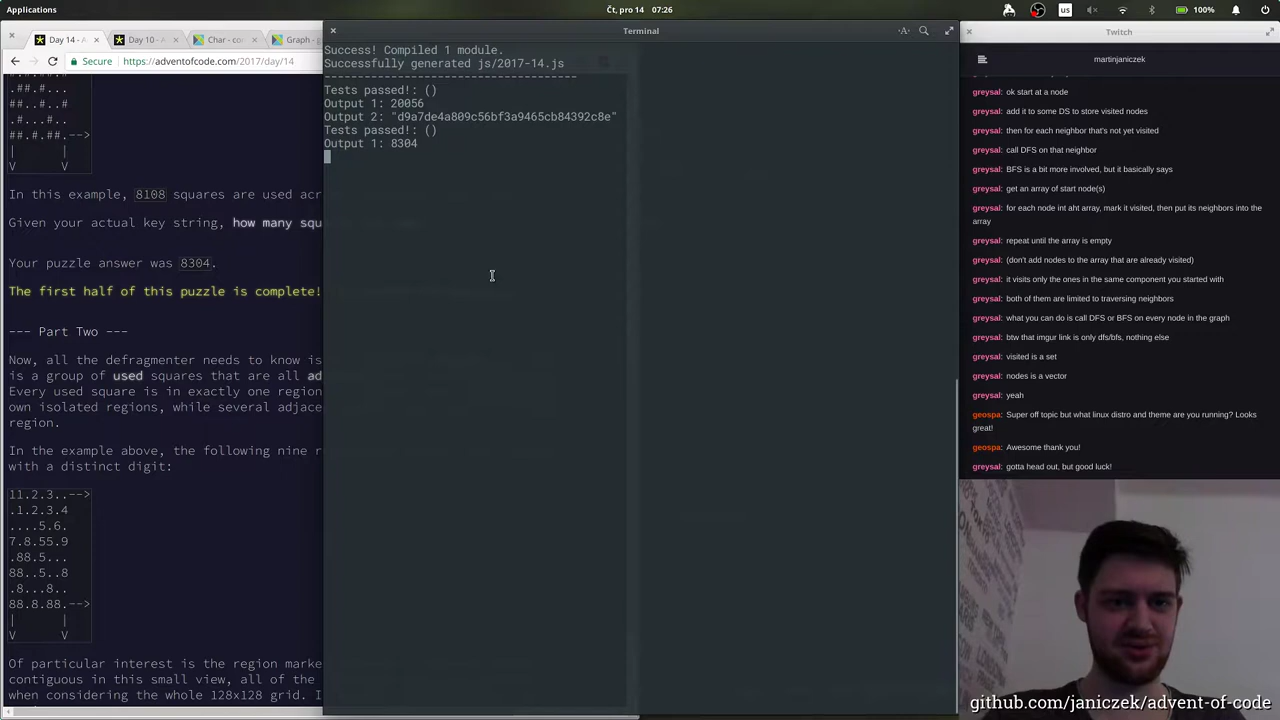 Applications
Čt, pro 14 07:26
us
100%
Day 14 - A
Day 10 - A
Char - co
Graph - g
Secure
https://adventofcode.com/2017/day/14
#.#.##.#
.##.#...
##..#..#
.#...#..
##.#.##.-->
|      |
V      V
In this example, 8108 squares are used acr
Given your actual key string, how many squ
Your puzzle answer was 8304.
The first half of this puzzle is complete!
--- Part Two ---
Now, all the defragmenter needs to know is
is a group of used squares that are all ad
Every used square is in exactly one region
own isolated regions, while several adjace
region.
In the example above, the following nine r
with a distinct digit:
11.2.3..-->
.1.2.3.4
....5.6.
7.8.55.9
.88.5...
88..5..8
.8...8..
88.8.88.-->
|      |
V      V
Of particular interest is the region marke
contiguous in this small view, all of the
when considering the whole 128x128 grid. I
Terminal
Success! Compiled 1 module.
Successfully generated js/2017-14.js
--------------------------------------
Tests passed!: ()
Output 1: 20056
Output 2: "d9a7de4a809c56bf3a9465cb84392c8e"
Tests passed!: ()
Output 1: 8304
Twitch
martinjaniczek
greysal: ok start at a node
greysal: add it to some DS to store visited nodes
greysal: then for each neighbor that's not yet visited
greysal: call DFS on that neighbor
greysal: BFS is a bit more involved, but it basically says
greysal: get an array of start node(s)
greysal: for each node int aht array, mark it visited, then put its neighbors into the
array
greysal: repeat until the array is empty
greysal: (don't add nodes to the array that are already visited)
greysal: it visits only the ones in the same component you started with
greysal: both of them are limited to traversing neighbors
greysal: what you can do is call DFS or BFS on every node in the graph
greysal: btw that imgur link is only dfs/bfs, nothing else
greysal: visited is a set
greysal: nodes is a vector
greysal: yeah
geospa: Super off topic but what linux distro and theme are you running? Looks
great!
geospa: Awesome thank you!
greysal: gotta head out, but good luck!
github.com/janiczek/advent-of-code